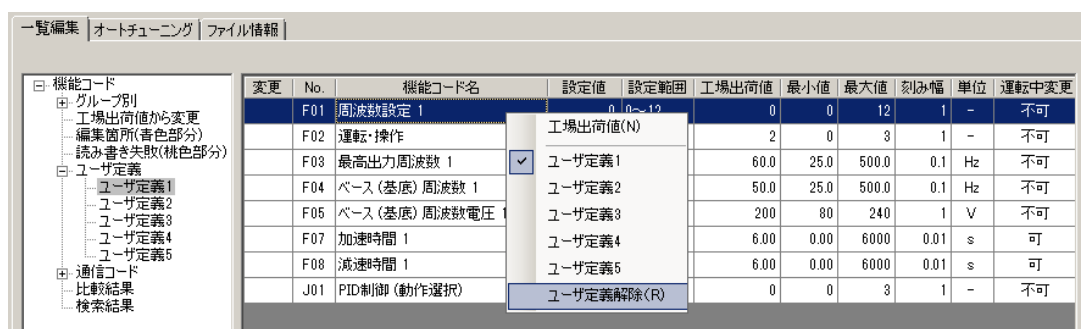 一覧編集 オートチューニング ファイル情報
機能コード
グループ別
工場出荷値から変更
編集箇所(青色部分)
読み書き失敗(桃色部分)
ユーザ定義
ユーザ定義1
ユーザ定義2
ユーザ定義3
ユーザ定義4
ユーザ定義5
通信コード
比較結果
検索結果
変更 No. 機能コード名 設定値 設定範囲 工場出荷値 最小値 最大値 刻み幅 単位 運転中変更
F01 周波数設定 1 0 0~12 0 0 12 1 - 不可
F02 運転・操作 2 0 3 1 - 不可
F03 最高出力周波数 1 60.0 25.0 500.0 0.1 Hz 不可
F04 ベース (基底) 周波数 1 50.0 25.0 500.0 0.1 Hz 不可
F05 ベース (基底) 周波数電圧 1 200 80 240 1 V 不可
F07 加速時間 1 6.00 0.00 6000 0.01 s 可
F08 減速時間 1 6.00 0.00 6000 0.01 s 可
J01 PID制御 (動作選択) 0 0 3 1 - 不可
工場出荷値(N)
ユーザ定義1
ユーザ定義2
ユーザ定義3
ユーザ定義4
ユーザ定義5
ユーザ定義解除(R)